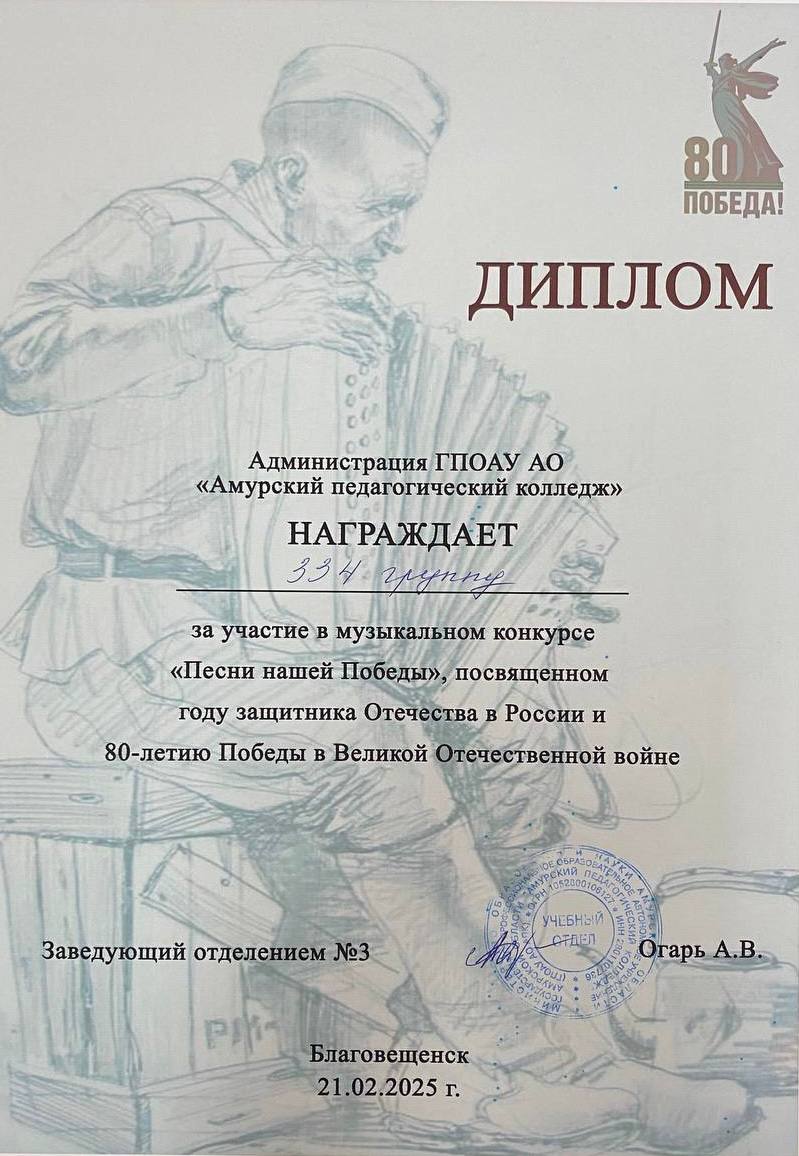 80
ПОБЕДА!
ДИПЛОМ
Администрация ГПОАУ АО
«Амурский педагогический колледж»
НАГРАЖДАЕТ
334 группу
за участие в музыкальном конкурсе
«Песни нашей Победы», посвященном
году защитника Отечества в России и
80-летию Победы в Великой Отечественной войне
УЧЕБНЫЙ
ОТДЕЛ
Заведующий отделением №3 Огарь А.В.
Благовещенск
21.02.2025 г.